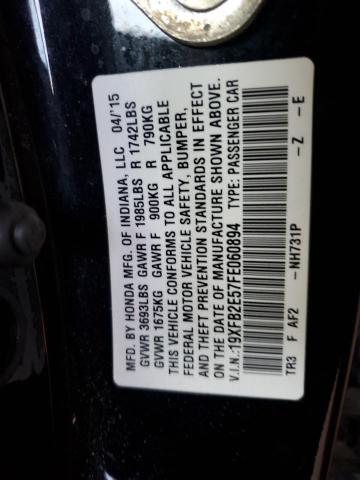 MFD. BY HONDA MFG. OF INDIANA, LLC 04/'15
GVWR 3693LBS GAWR F 1985LBS R 1742LBS
GVWR 1675KG GAWR F 900KG R 790KG
THIS VEHICLE CONFORMS TO ALL APPLICABLE
FEDERAL MOTOR VEHICLE SAFETY, BUMPER,
AND THEFT PREVENTION STANDARDS IN EFFECT
ON THE DATE OF MANUFACTURE SHOWN ABOVE.
V.I.N.:19XFB2E57FE060894 TYPE: PASSENGER CAR
TR3 F AF2 -NH731P -Z -E